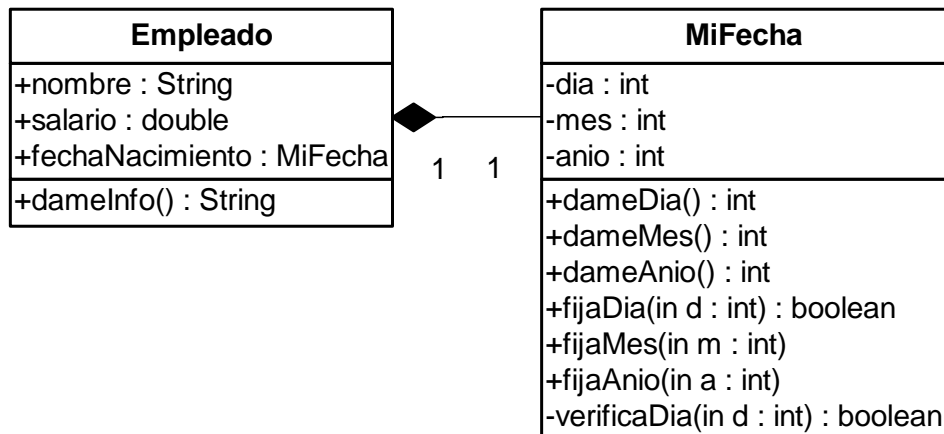 Empleado
+nombre : String
+salario : double
+fechaNacimiento : MiFecha
+dameInfo() : String
1 1
MiFecha
-dia : int
-mes : int
-anio : int
+dameDia() : int
+dameMes() : int
+dameAnio() : int
+fijaDia(in d : int) : boolean
+fijaMes(in m : int)
+fijaAnio(in a : int)
-verificaDia(in d : int) : boolean